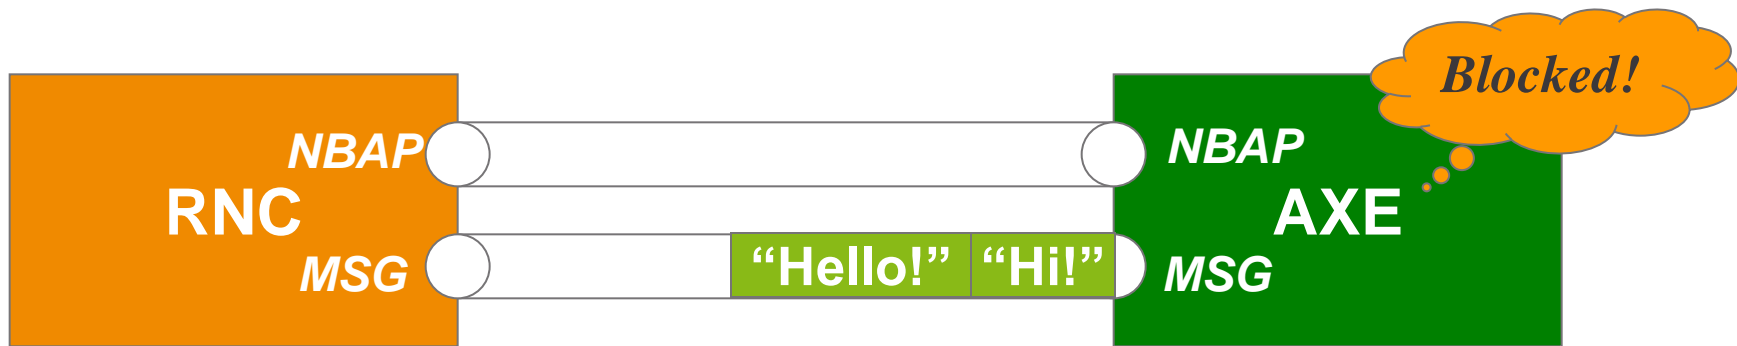 Blocked!
NBAP
NBAP
RNC
AXE
MSG
“Hello!”
“Hi!”
MSG